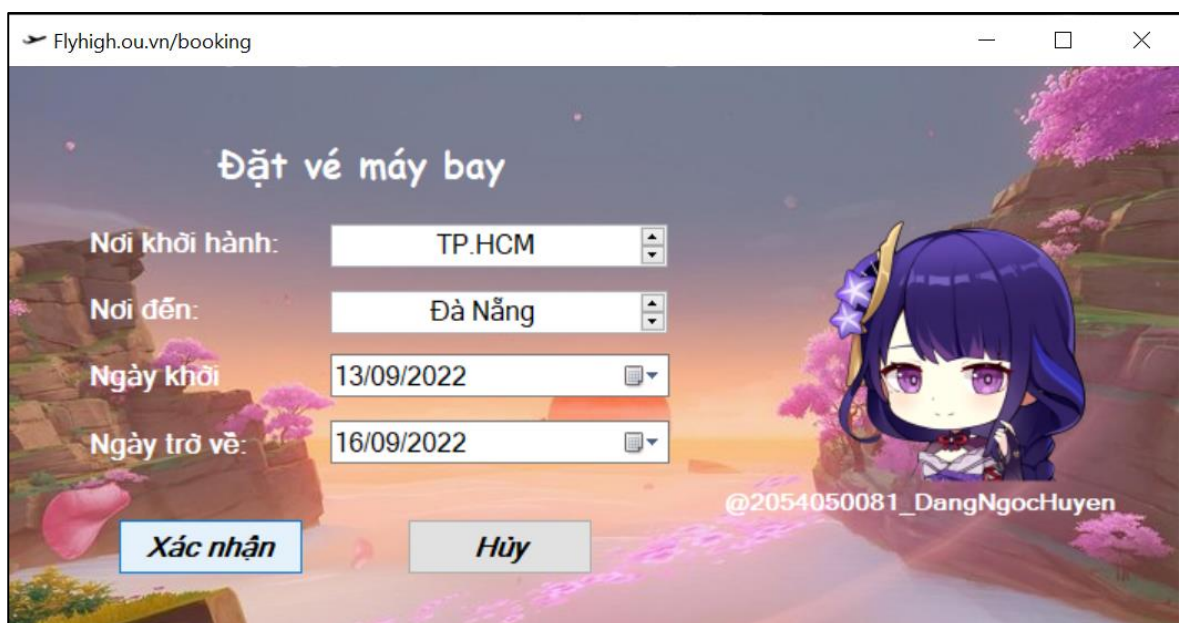 Flyhigh.ou.vn/booking
Đặt vé máy bay
Nơi khởi hành: TP.HCM
Nơi đến: Đà Nẵng
Ngày khởi 13/09/2022
Ngày trở về: 16/09/2022
@2054050081_DangNgocHuyen
Xác nhận Hủy